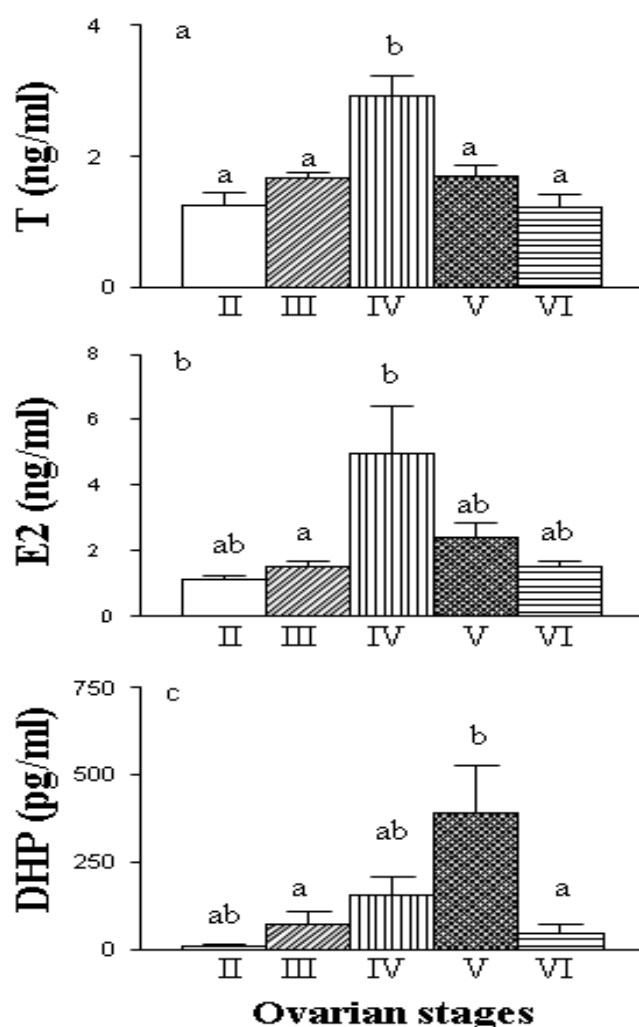 4
a
b
T (ng/ml)
2
a
a
a
a
0
II III IV V VI
8
b
b
6
E2 (ng/ml)
4
ab
ab
ab
a
2
0
II III IV V VI
750
c
b
DHP (pg/ml)
500
ab
250
ab
a
a
0
II III IV V VI
Ovarian stages